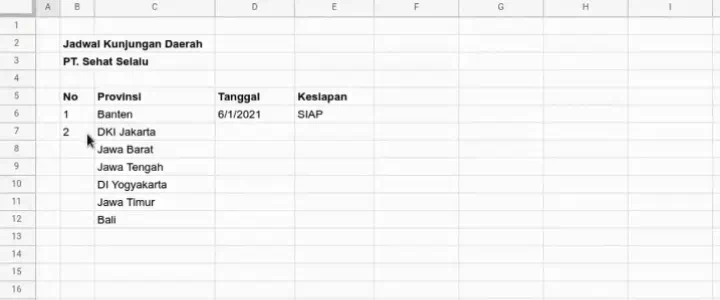 A B C D E F G H I
1
2 Jadwal Kunjungan Daerah
3 PT. Sehat Selalu
4
5 No Provinsi Tanggal Kesiapan
6 1 Banten 6/1/2021 SIAP
7 2 DKI Jakarta
8 Jawa Barat
9 Jawa Tengah
10 DI Yogyakarta
11 Jawa Timur
12 Bali
13
14
15
16